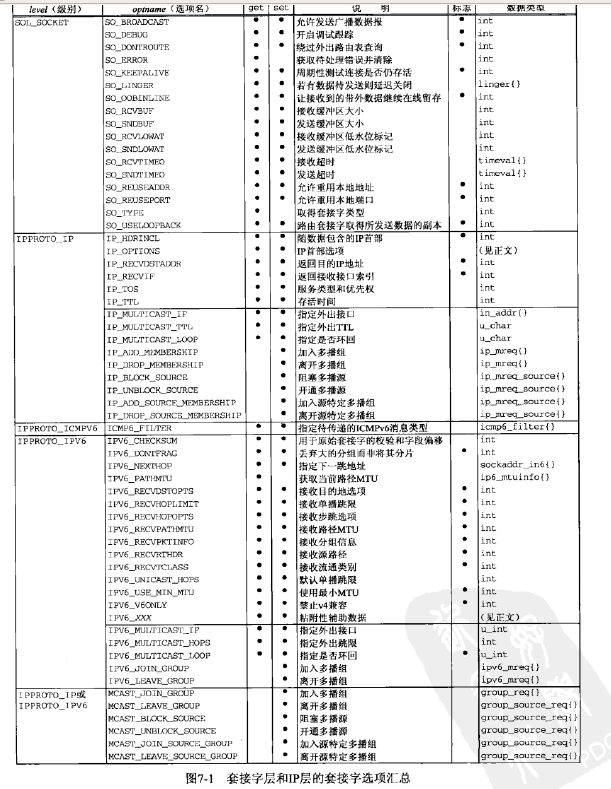 level（级别） optname（选项名） get set 说 明 标志 数据类型
SOL_SOCKET SO_BROADCAST • • 允许发送广播数据报 • int
SO_DEBUG • • 开启调试跟踪 • int
SO_DONTROUTE • • 绕过外出路由表查询 • int
SO_ERROR • 获取待处理错误并清除 int
SO_KEEPALIVE • • 周期性测试连接是否仍存活 • int
SO_LINGER • • 若有数据待发送则延迟关闭 linger{}
SO_OOBINLINE • • 让接收到的带外数据继续在线留存 • int
SO_RCVBUF • • 接收缓冲区大小 int
SO_SNDBUF • • 发送缓冲区大小 int
SO_RCVLOWAT • • 接收缓冲区低水位标记 int
SO_SNDLOWAT • • 发送缓冲区低水位标记 int
SO_RCVTIMEO • • 接收超时 timeval{}
SO_SNDTIMEO • • 发送超时 timeval{}
SO_REUSEADDR • • 允许重用本地地址 • int
SO_REUSEPORT • • 允许重用本地端口 • int
SO_TYPE • 取得套接字类型 int
SO_USELOOPBACK • • 路由套接字取得所发送数据的副本 • int
IPPROTO_IP IP_HDRINCL • • 随数据包含的IP首部 • int
IP_OPTIONS • • IP首部选项 （见正文）
IP_RECVDSTADDR • • 返回目的IP地址 • int
IP_RECVIF • • 返回接收接口索引 • int
IP_TOS • • 服务类型和优先权 int
IP_TTL • • 存活时间 int
IP_MULTICAST_IF • • 指定外出接口 in_addr{}
IP_MULTICAST_TTL • • 指定外出TTL u_char
IP_MULTICAST_LOOP • • 指定是否环回 u_char
IP_ADD_MEMBERSHIP • 加入多播组 ip_mreq{}
IP_DROP_MEMBERSHIP • 离开多播组 ip_mreq{}
IP_BLOCK_SOURCE • 阻塞多播源 ip_mreq_source{}
IP_UNBLOCK_SOURCE • 开通多播源 ip_mreq_source{}
IP_ADD_SOURCE_MEMBERSHIP • 加入源特定多播组 ip_mreq_source{}
IP_DROP_SOURCE_MEMBERSHIP • 离开源特定多播组 ip_mreq_source{}
IPPROTO_ICMPV6 ICMP6_FILTER • • 指定待传递的ICMPv6消息类型 icmp6_filter{}
IPPROTO_IPV6 IPV6_CHECKSUM • • 用于原始套接字的校验和字段偏移 int
IPV6_DONTFRAG • • 丢弃大的分组而非将其分片 • int
IPV6_NEXTHOP • • 指定下一跳地址 sockaddr_in6{}
IPV6_PATHMTU • 获取当前路径MTU ip6_mtuinfo{}
IPV6_RECVDSTOPTS • • 接收目的地选项 • int
IPV6_RECVHOPLIMIT • • 接收单播跳限 • int
IPV6_RECVHOPOPTS • • 接收步跳选项 • int
IPV6_RECVPATHMTU • • 接收路径MTU • int
IPV6_RECVPKTINFO • • 接收分组信息 • int
IPV6_RECVRTHDR • • 接收源路径 • int
IPV6_RECVTCLASS • • 接收流通类别 • int
IPV6_UNICAST_HOPS • • 默认单播跳限 int
IPV6_USE_MIN_MTU • • 使用最小MTU • int
IPV6_V6ONLY • • 禁止v4兼容 • int
IPV6_XXX • • 粘附性辅助数据 （见正文）
IPV6_MULTICAST_IF • • 指定外出接口 u_int
IPV6_MULTICAST_HOPS • • 指定外出跳限 int
IPV6_MULTICAST_LOOP • • 指定是否环回 • u_int
IPV6_JOIN_GROUP • 加入多播组 ipv6_mreq{}
IPV6_LEAVE_GROUP • 离开多播组 ipv6_mreq{}
IPPROTO_IP或 MCAST_JOIN_GROUP • 加入多播组 group_req{}
IPPROTO_IPV6 MCAST_LEAVE_GROUP • 离开多播组 group_source_req{}
MCAST_BLOCK_SOURCE • 阻塞多播源 group_source_req{}
MCAST_UNBLOCK_SOURCE • 开通多播源 group_source_req{}
MCAST_JOIN_SOURCE_GROUP • 加入源特定多播组 group_source_req{}
MCAST_LEAVE_SOURCE_GROUP • 离开源特定多播组 group_source_req{}
图7-1 套接字层和IP层的套接字选项汇总